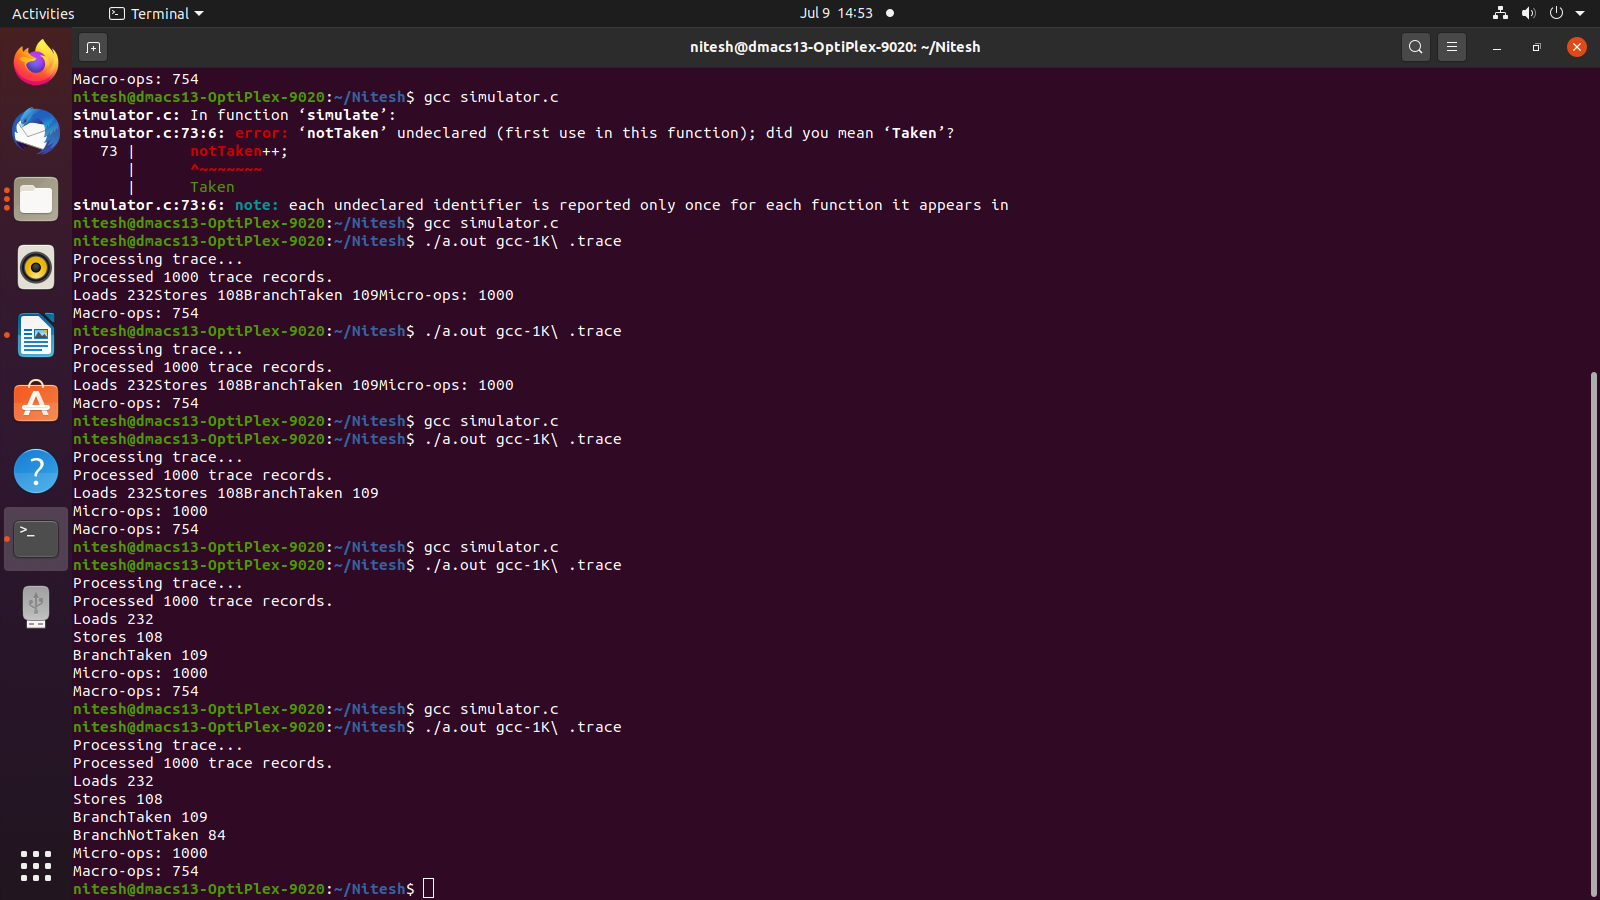 Activities Terminal Jul 9 14:53
nitesh@dmacs13-OptiPlex-9020: ~/Nitesh
Macro-ops: 754
nitesh@dmacs13-OptiPlex-9020:~/Nitesh$ gcc simulator.c
simulator.c: In function ‘simulate’:
simulator.c:73:6: error: ‘notTaken’ undeclared (first use in this function); did you mean ‘Taken’?
   73 |      notTaken++;
      |      ^~~~~~~~
      |      Taken
simulator.c:73:6: note: each undeclared identifier is reported only once for each function it appears in
nitesh@dmacs13-OptiPlex-9020:~/Nitesh$ gcc simulator.c
nitesh@dmacs13-OptiPlex-9020:~/Nitesh$ ./a.out gcc-1K\ .trace
Processing trace...
Processed 1000 trace records.
Loads 232Stores 108BranchTaken 109Micro-ops: 1000
Macro-ops: 754
nitesh@dmacs13-OptiPlex-9020:~/Nitesh$ ./a.out gcc-1K\ .trace
Processing trace...
Processed 1000 trace records.
Loads 232Stores 108BranchTaken 109Micro-ops: 1000
Macro-ops: 754
nitesh@dmacs13-OptiPlex-9020:~/Nitesh$ gcc simulator.c
nitesh@dmacs13-OptiPlex-9020:~/Nitesh$ ./a.out gcc-1K\ .trace
Processing trace...
Processed 1000 trace records.
Loads 232Stores 108BranchTaken 109
Micro-ops: 1000
Macro-ops: 754
nitesh@dmacs13-OptiPlex-9020:~/Nitesh$ gcc simulator.c
nitesh@dmacs13-OptiPlex-9020:~/Nitesh$ ./a.out gcc-1K\ .trace
Processing trace...
Processed 1000 trace records.
Loads 232
Stores 108
BranchTaken 109
Micro-ops: 1000
Macro-ops: 754
nitesh@dmacs13-OptiPlex-9020:~/Nitesh$ gcc simulator.c
nitesh@dmacs13-OptiPlex-9020:~/Nitesh$ ./a.out gcc-1K\ .trace
Processing trace...
Processed 1000 trace records.
Loads 232
Stores 108
BranchTaken 109
BranchNotTaken 84
Micro-ops: 1000
Macro-ops: 754
nitesh@dmacs13-OptiPlex-9020:~/Nitesh$